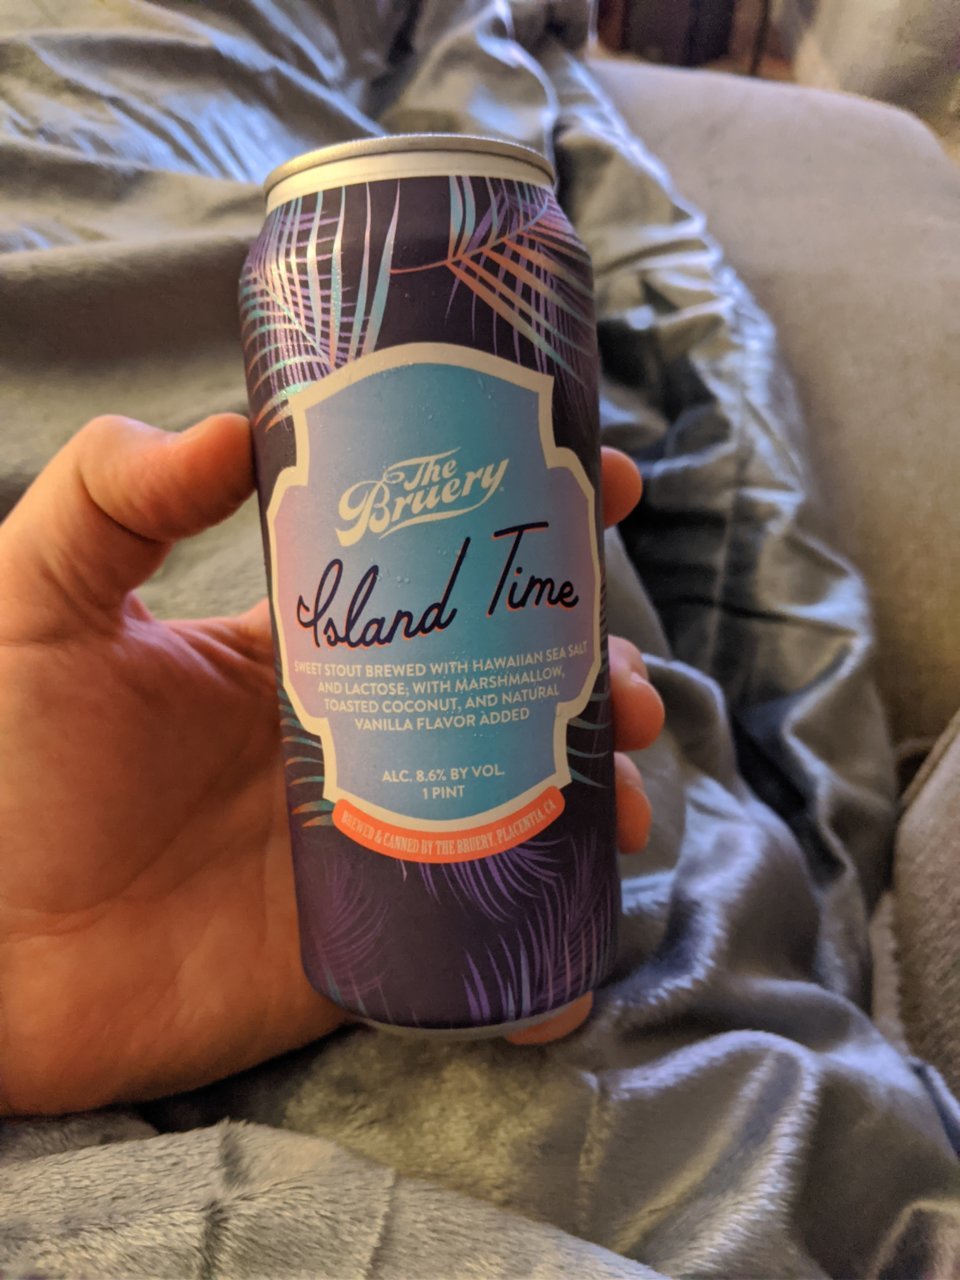 The
Bruery
Island Time
SWEET STOUT BREWED WITH HAWAIIAN SEA SALT
AND LACTOSE; WITH MARSHMALLOW,
TOASTED COCONUT, AND NATURAL
VANILLA FLAVOR ADDED
ALC. 8.6% BY VOL.
1 PINT
BREWED & CANNED BY THE BRUERY, PLACENTIA, CA